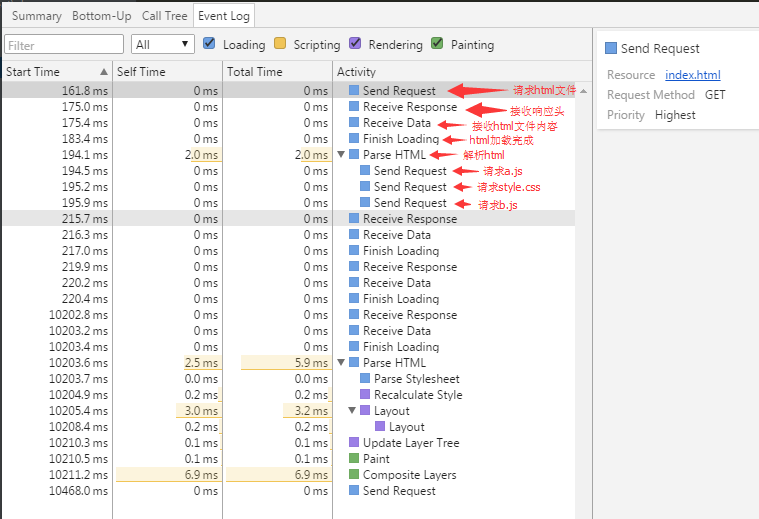 Summary Bottom-Up Call Tree Event Log
Filter All Loading Scripting Rendering Painting
Start Time Self Time Total Time Activity
161.8 ms 0 ms 0 ms Send Request 请求html文件
175.0 ms 0 ms 0 ms Receive Response 接收响应头
175.4 ms 0 ms 0 ms Receive Data 接收html文件内容
183.4 ms 0 ms 0 ms Finish Loading html加载完成
194.1 ms 2.0 ms 2.0 ms Parse HTML 解析html
194.5 ms 0 ms 0 ms Send Request 请求a.js
195.2 ms 0 ms 0 ms Send Request 请求style.css
195.9 ms 0 ms 0 ms Send Request 请求b.js
215.7 ms 0 ms 0 ms Receive Response
216.3 ms 0 ms 0 ms Receive Data
217.0 ms 0 ms 0 ms Finish Loading
219.9 ms 0 ms 0 ms Receive Response
220.2 ms 0 ms 0 ms Receive Data
220.4 ms 0 ms 0 ms Finish Loading
10202.8 ms 0 ms 0 ms Receive Response
10203.2 ms 0 ms 0 ms Receive Data
10203.4 ms 0 ms 0 ms Finish Loading
10203.6 ms 2.5 ms 5.9 ms Parse HTML
10203.7 ms 0.0 ms 0.0 ms Parse Stylesheet
10204.9 ms 0.2 ms 0.2 ms Recalculate Style
10205.4 ms 3.0 ms 3.2 ms Layout
10208.4 ms 0.2 ms 0.2 ms Layout
10210.3 ms 0.1 ms 0.1 ms Update Layer Tree
10210.5 ms 0.1 ms 0.1 ms Paint
10211.2 ms 6.9 ms 6.9 ms Composite Layers
10468.0 ms 0 ms 0 ms Send Request
Send Request
Resource index.html
Request Method GET
Priority Highest